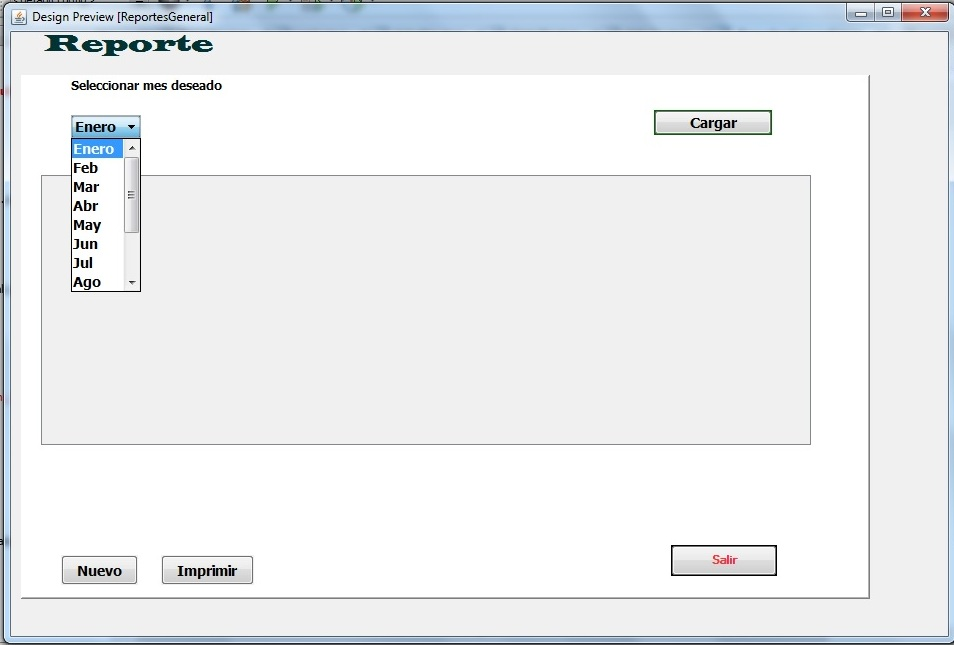 Design Preview [ReportesGeneral]
Reporte
Seleccionar mes deseado
Enero
Cargar
Enero
Feb
Mar
Abr
May
Jun
Jul
Ago
Nuevo
Imprimir
Salir